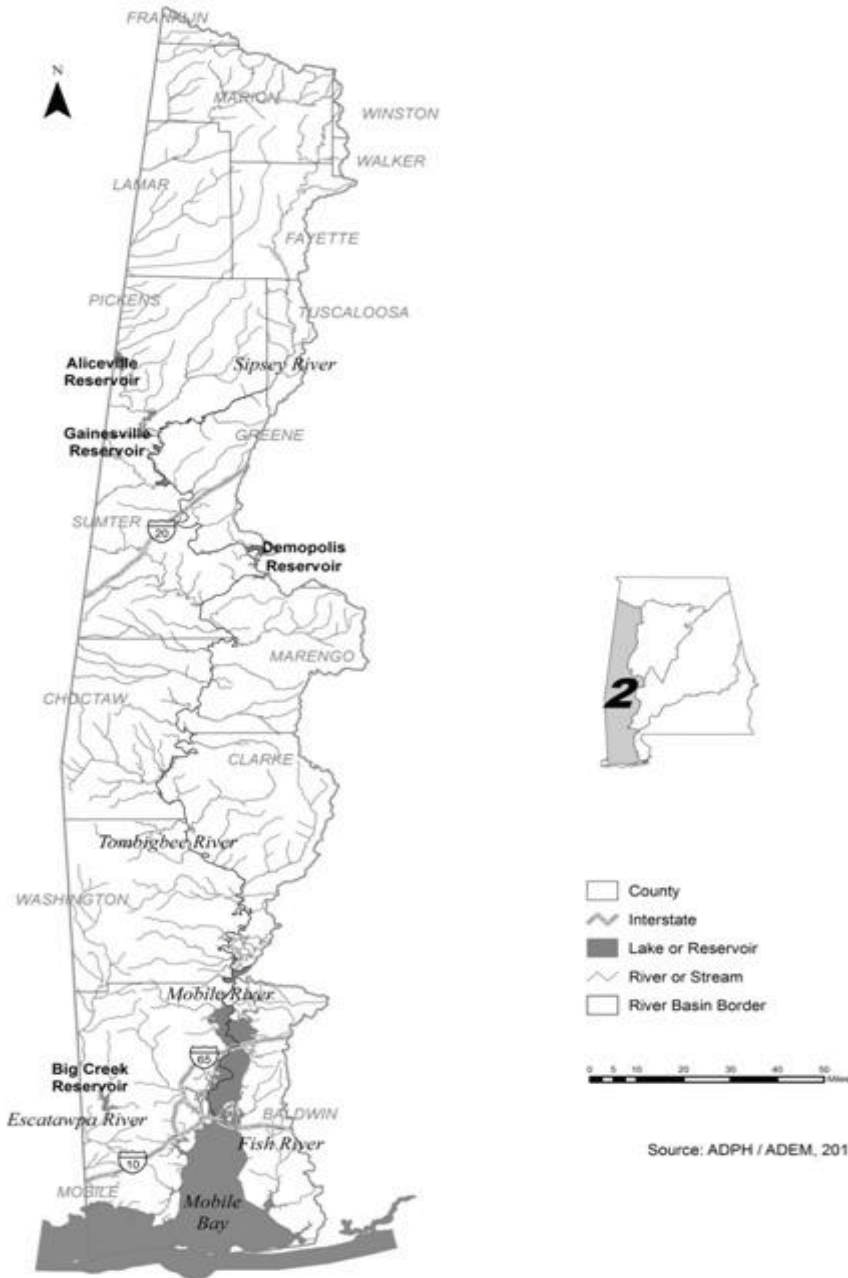 FRANKLIN
N
MARION
WINSTON
WALKER
LAMAR
FAYETTE
PICKENS
TUSCALOOSA
Aliceville
Reservoir
Sipsey River
Gainesville
Reservoir
GREENE
SUMTER
20
Demopolis
Reservoir
MARENGO
CHOCTAW
2
CLARKE
Tombigbee River
WASHINGTON
County
Interstate
Lake or Reservoir
River or Stream
River Basin Border
Mobile River
65
Big Creek
Reservoir
0 5 10 20 30 40 50
Miles
Escatawpa River
BALDWIN
Fish River
10
Source: ADPH / ADEM, 201
MOBILE
Mobile
Bay